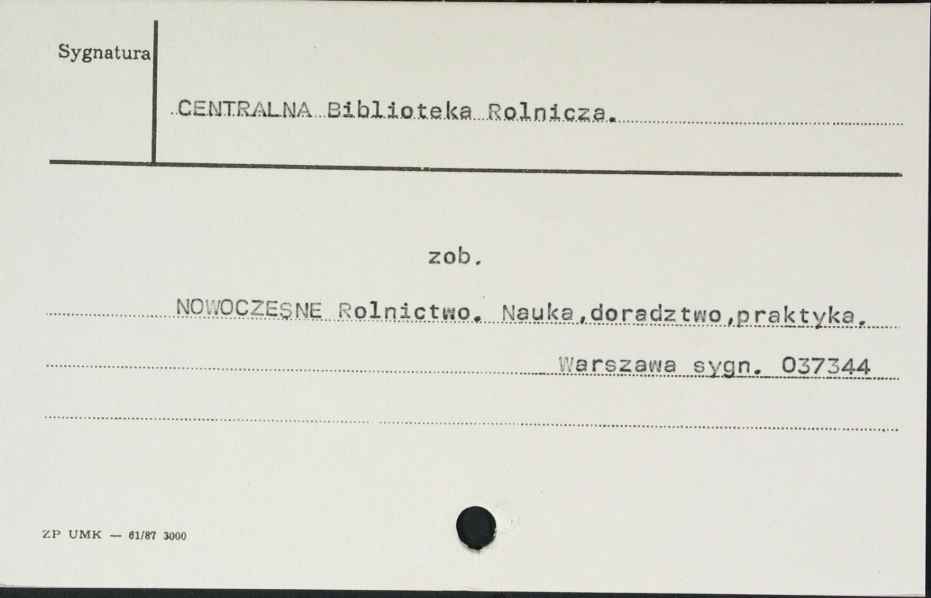 Sygnatura
CENTRALNA Biblioteka Rolnicza.
zob.
NOWOCZESNE Rolnictwo. Nauka,doradztwo,praktyka.
Warszawa sygn. 037344
ZP UMK — 61/87 3000